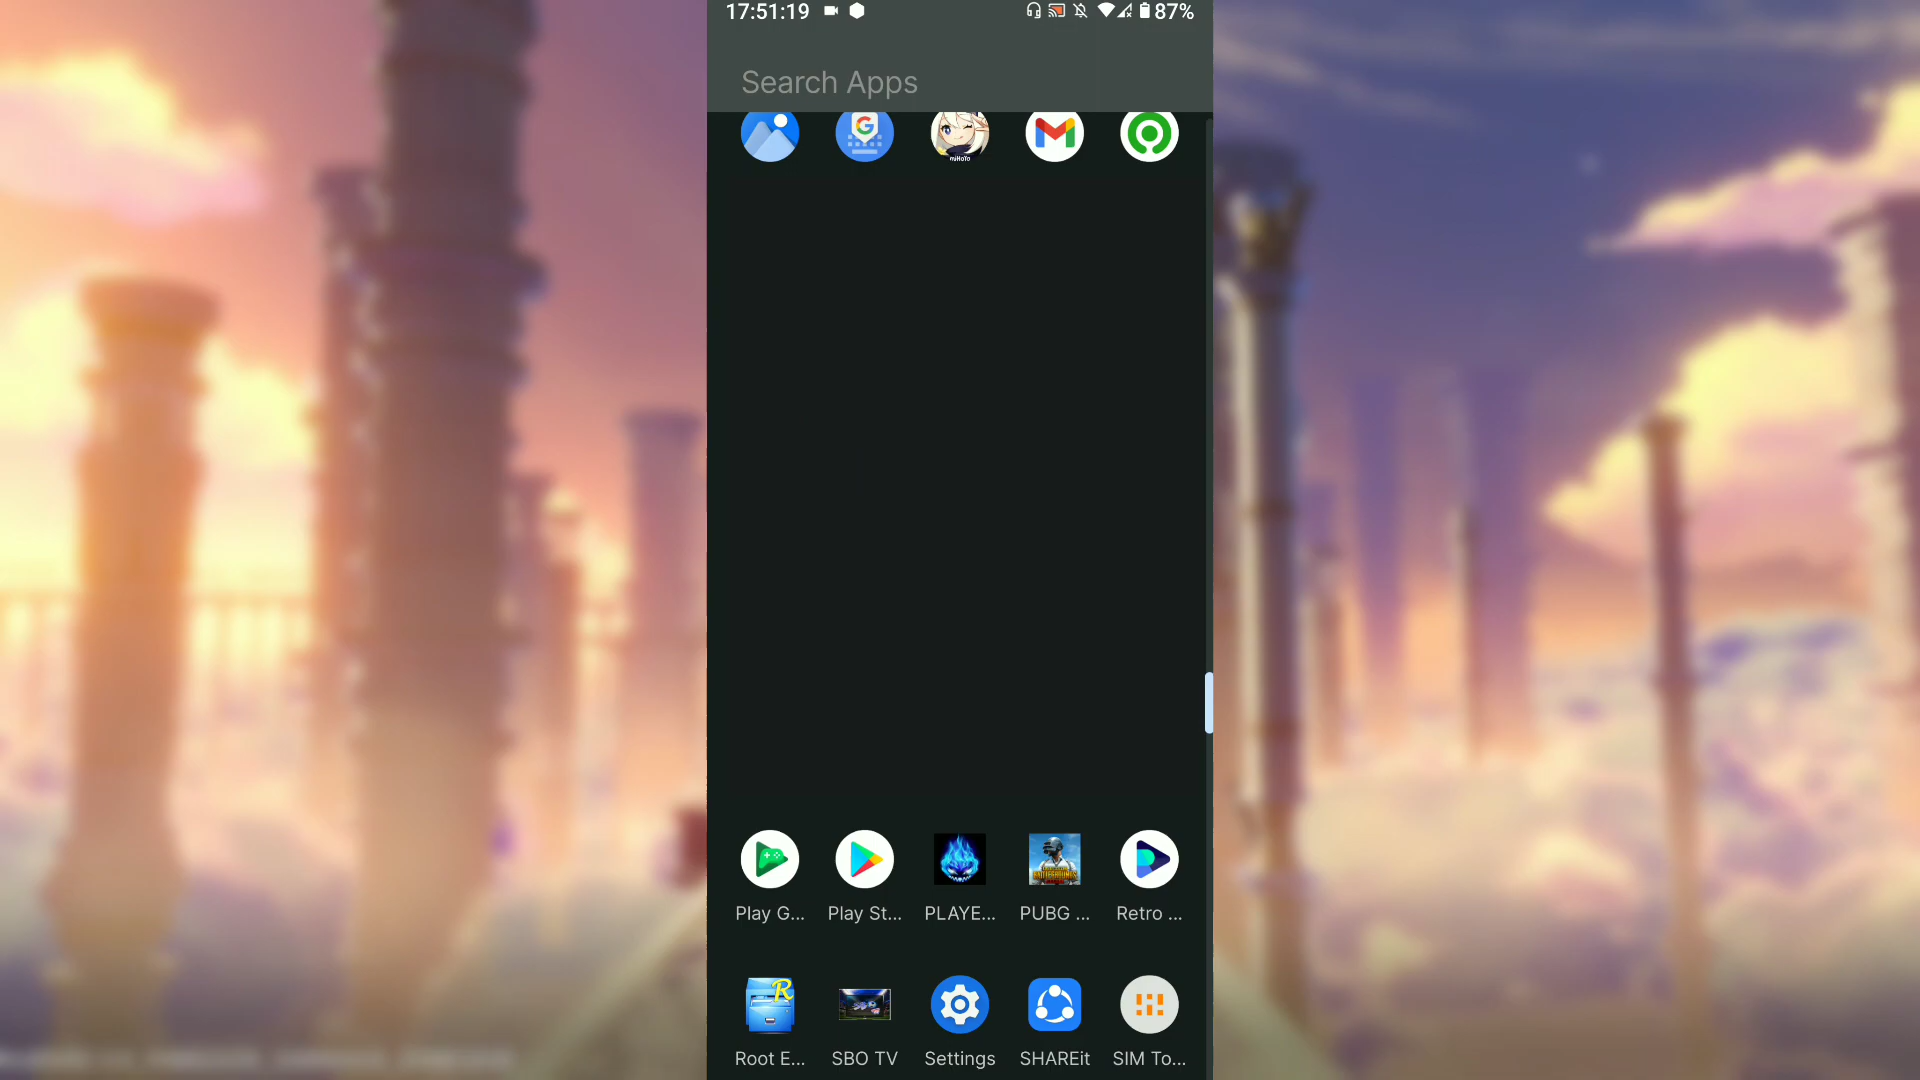 17:51:19 87%
Search Apps
miHoYo
Play G... Play St... PLAYE... PUBG ... Retro ...
Root E... SBO TV Settings SHAREit SIM To...